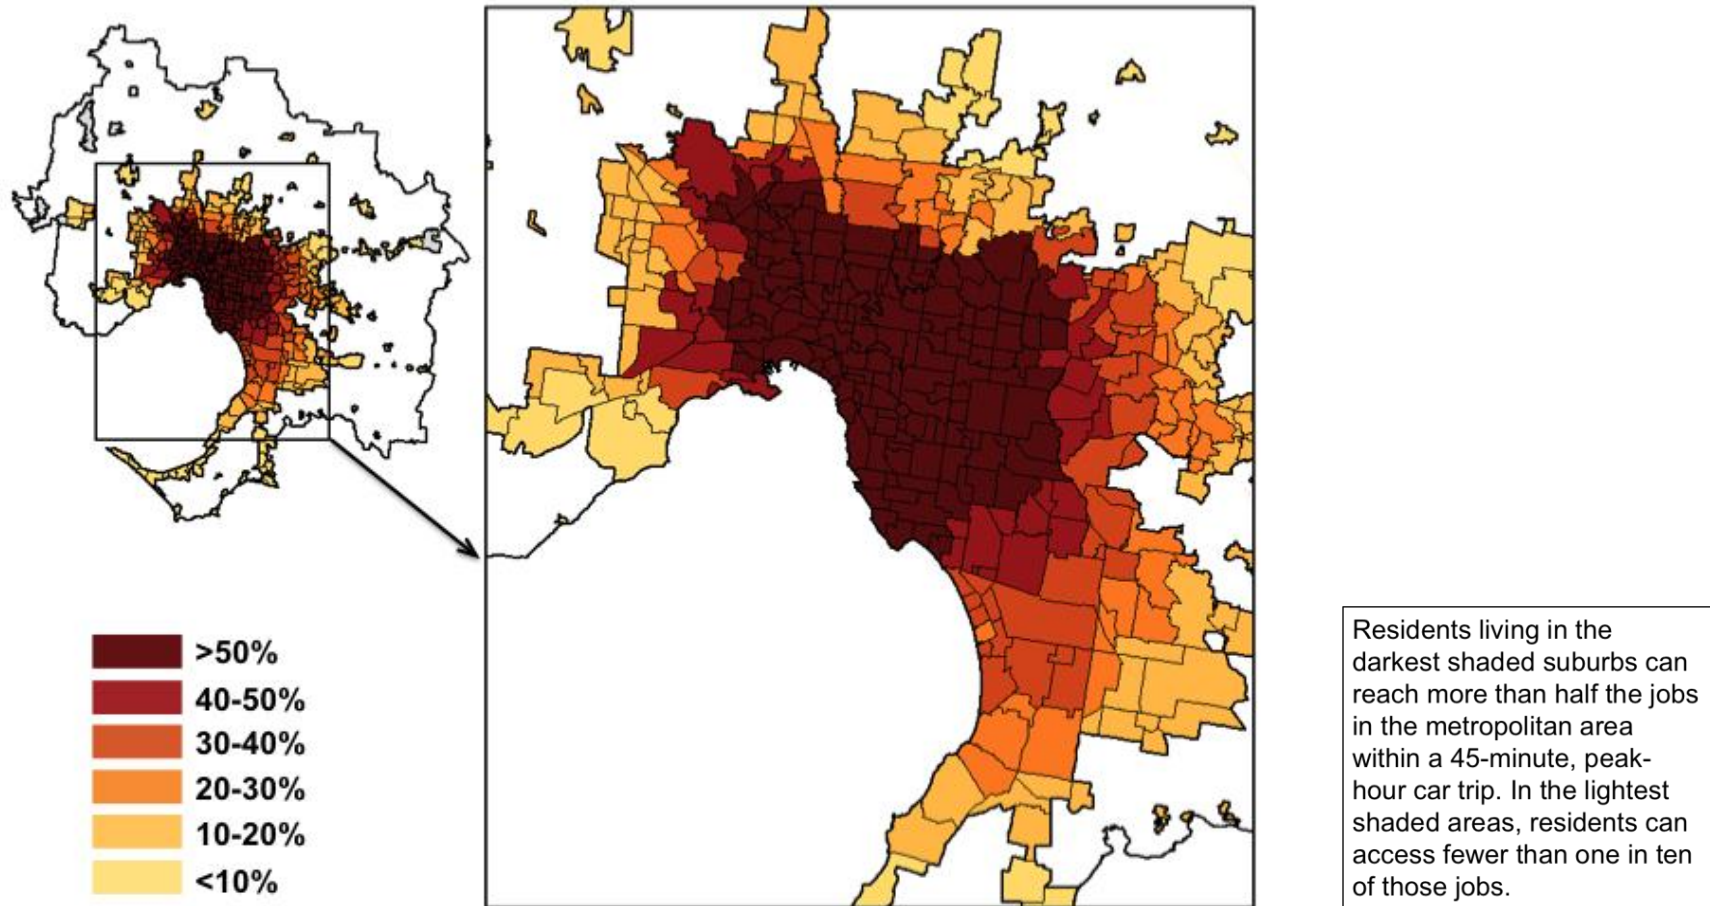 >50%
40-50%
30-40%
20-30%
10-20%
<10%
Residents living in the
darkest shaded suburbs can
reach more than half the jobs
in the metropolitan area
within a 45-minute, peak-
hour car trip. In the lightest
shaded areas, residents can
access fewer than one in ten
of those jobs.